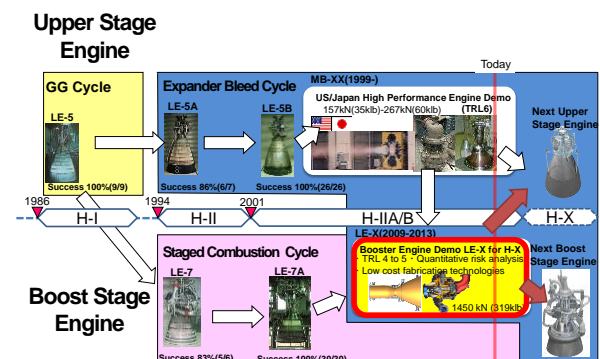 Upper Stage
Engine
Today
GG Cycle
Expander Bleed Cycle
MB-XX(1999-)
US/Japan High Performance Engine Demo
157kN(35klb)-267kN(60klb)
(TRL6)
LE-5
LE-5A
LE-5B
Next Upper
Stage Engine
Success 100%(9/9)
Success 86%(6/7)
Success 100%(26/26)
1986
1994
2001
H-I
H-II
H-IIA/B
H-X
LE-X(2009-2013)
Staged Combustion Cycle
Booster Engine Demo LE-X for H-X
・TRL 4 to 5・Quantitative risk analysis
・Low cost fabrication technologies
1450 kN (319klb)
Next Boost
Stage Engine
LE-7
LE-7A
Boost Stage
Engine
Success 83%(5/6)